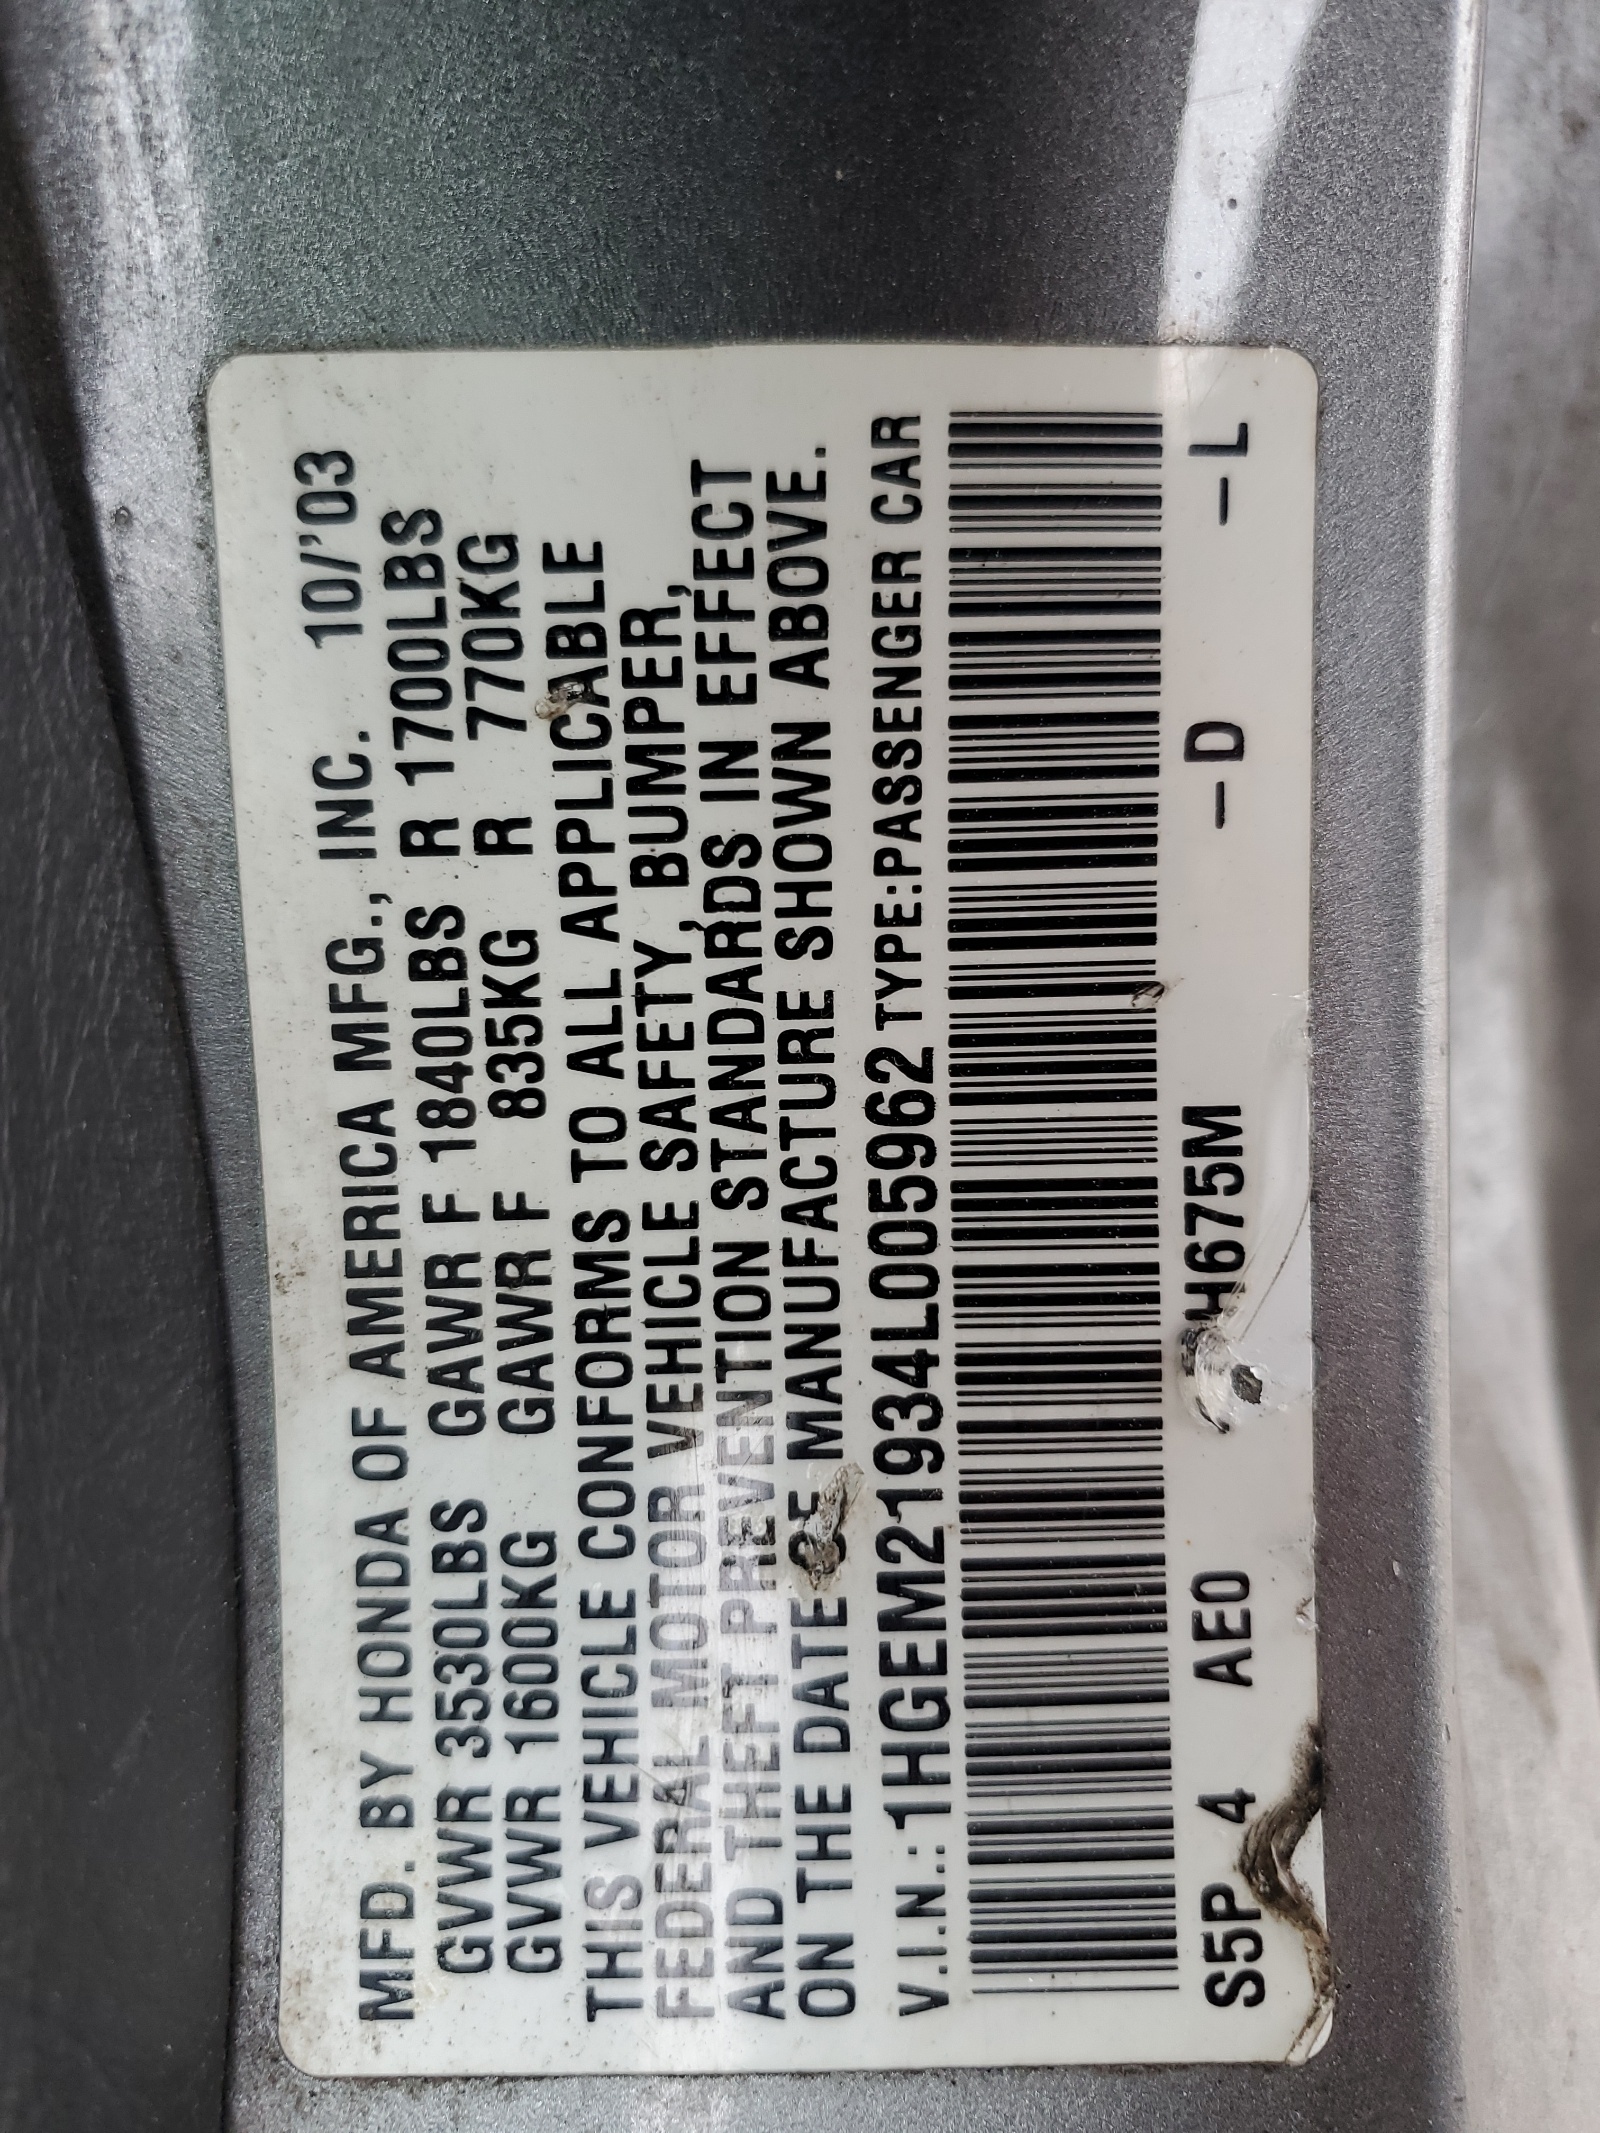 MFD. BY HONDA OF AMERICA MFG., INC. 10/'03
GVWR 3530LBS GAWR F 1840LBS R 1700LBS
GVWR 1600KG GAWR F 835KG R 770KG
THIS VEHICLE CONFORMS TO ALL APPLICABLE
FEDERAL MOTOR VEHICLE SAFETY, BUMPER,
AND THEFT PREVENTION STANDARDS IN EFFECT
ON THE DATE OF MANUFACTURE SHOWN ABOVE.
V.I.N.: 1HGEM21934L005962 TYPE:PASSENGER CAR
S5P 4 AE0 H675M -D -L